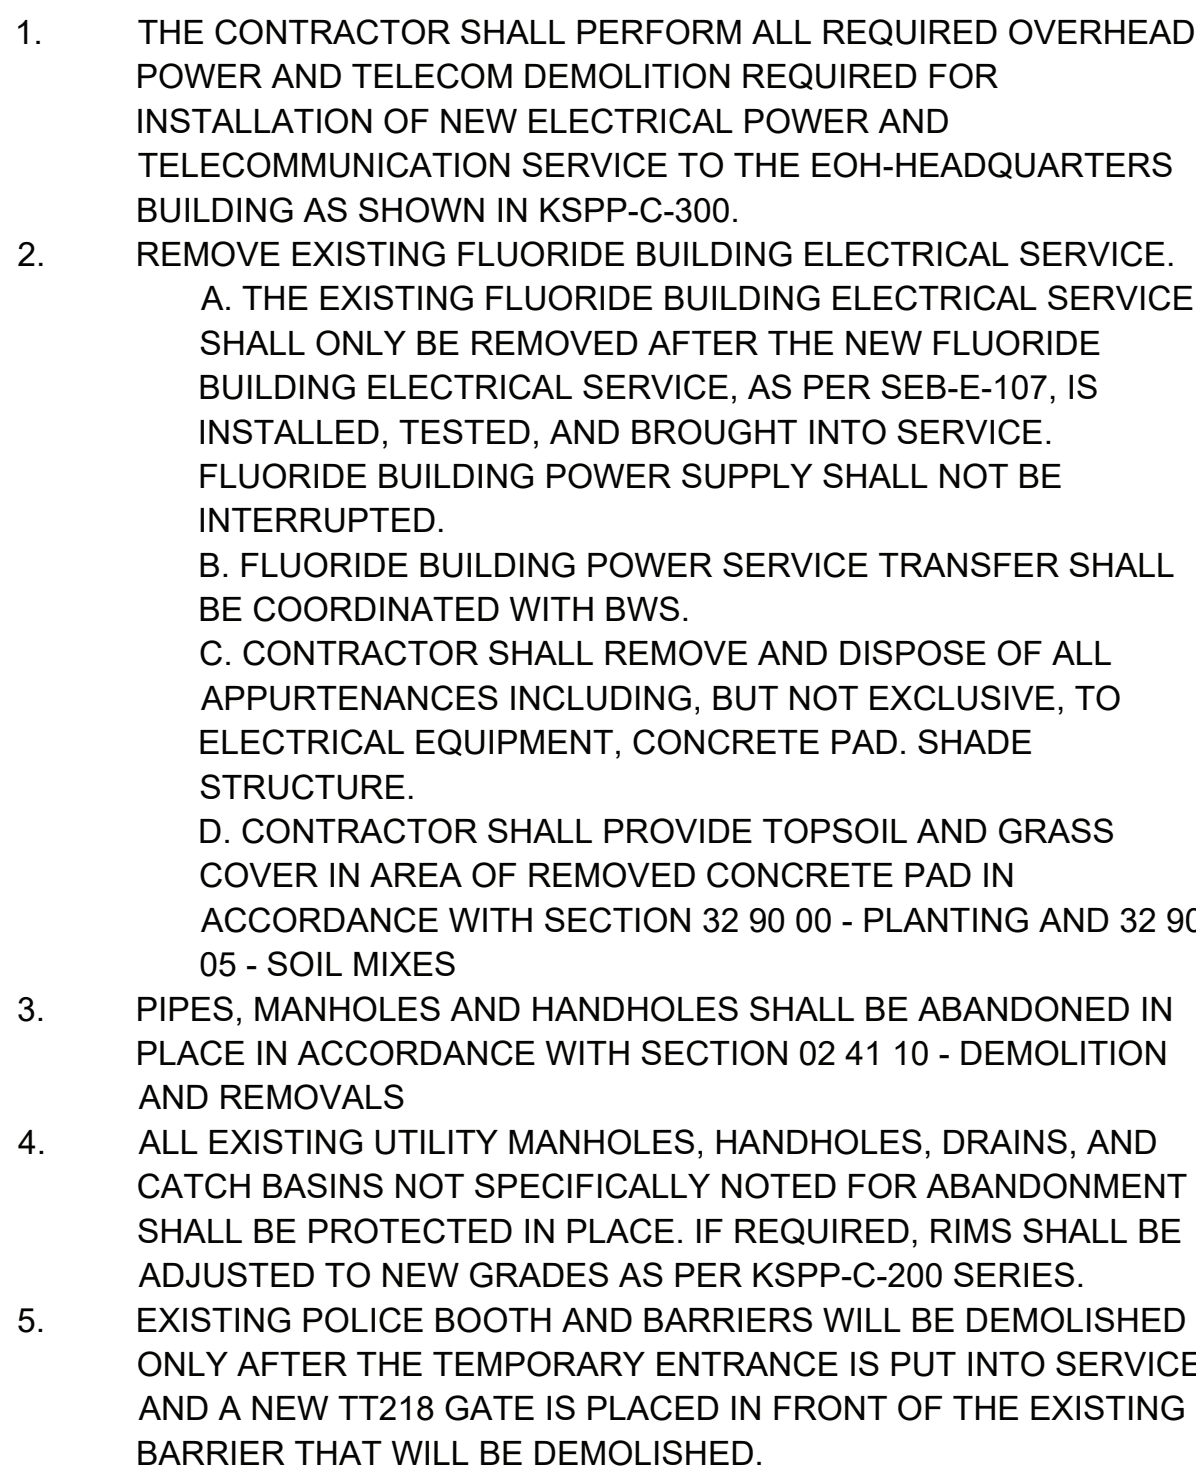 1. THE CONTRACTOR SHALL PERFORM ALL REQUIRED OVERHEAD
POWER AND TELECOM DEMOLITION REQUIRED FOR
INSTALLATION OF NEW ELECTRICAL POWER AND
TELECOMMUNICATION SERVICE TO THE EOH-HEADQUARTERS
BUILDING AS SHOWN IN KSPP-C-300.
2. REMOVE EXISTING FLUORIDE BUILDING ELECTRICAL SERVICE.
A. THE EXISTING FLUORIDE BUILDING ELECTRICAL SERVICE
SHALL ONLY BE REMOVED AFTER THE NEW FLUORIDE
BUILDING ELECTRICAL SERVICE, AS PER SEB-E-107, IS
INSTALLED, TESTED, AND BROUGHT INTO SERVICE.
FLUORIDE BUILDING POWER SUPPLY SHALL NOT BE
INTERRUPTED.
B. FLUORIDE BUILDING POWER SERVICE TRANSFER SHALL
BE COORDINATED WITH BWS.
C. CONTRACTOR SHALL REMOVE AND DISPOSE OF ALL
APPURTENANCES INCLUDING, BUT NOT EXCLUSIVE, TO
ELECTRICAL EQUIPMENT, CONCRETE PAD. SHADE
STRUCTURE.
D. CONTRACTOR SHALL PROVIDE TOPSOIL AND GRASS
COVER IN AREA OF REMOVED CONCRETE PAD IN
ACCORDANCE WITH SECTION 32 90 00 - PLANTING AND 32 90
05 - SOIL MIXES
3. PIPES, MANHOLES AND HANDHOLES SHALL BE ABANDONED IN
PLACE IN ACCORDANCE WITH SECTION 02 41 10 - DEMOLITION
AND REMOVALS
4. ALL EXISTING UTILITY MANHOLES, HANDHOLES, DRAINS, AND
CATCH BASINS NOT SPECIFICALLY NOTED FOR ABANDONMENT
SHALL BE PROTECTED IN PLACE. IF REQUIRED, RIMS SHALL BE
ADJUSTED TO NEW GRADES AS PER KSPP-C-200 SERIES.
5. EXISTING POLICE BOOTH AND BARRIERS WILL BE DEMOLISHED
ONLY AFTER THE TEMPORARY ENTRANCE IS PUT INTO SERVICE
AND A NEW TT218 GATE IS PLACED IN FRONT OF THE EXISTING
BARRIER THAT WILL BE DEMOLISHED.